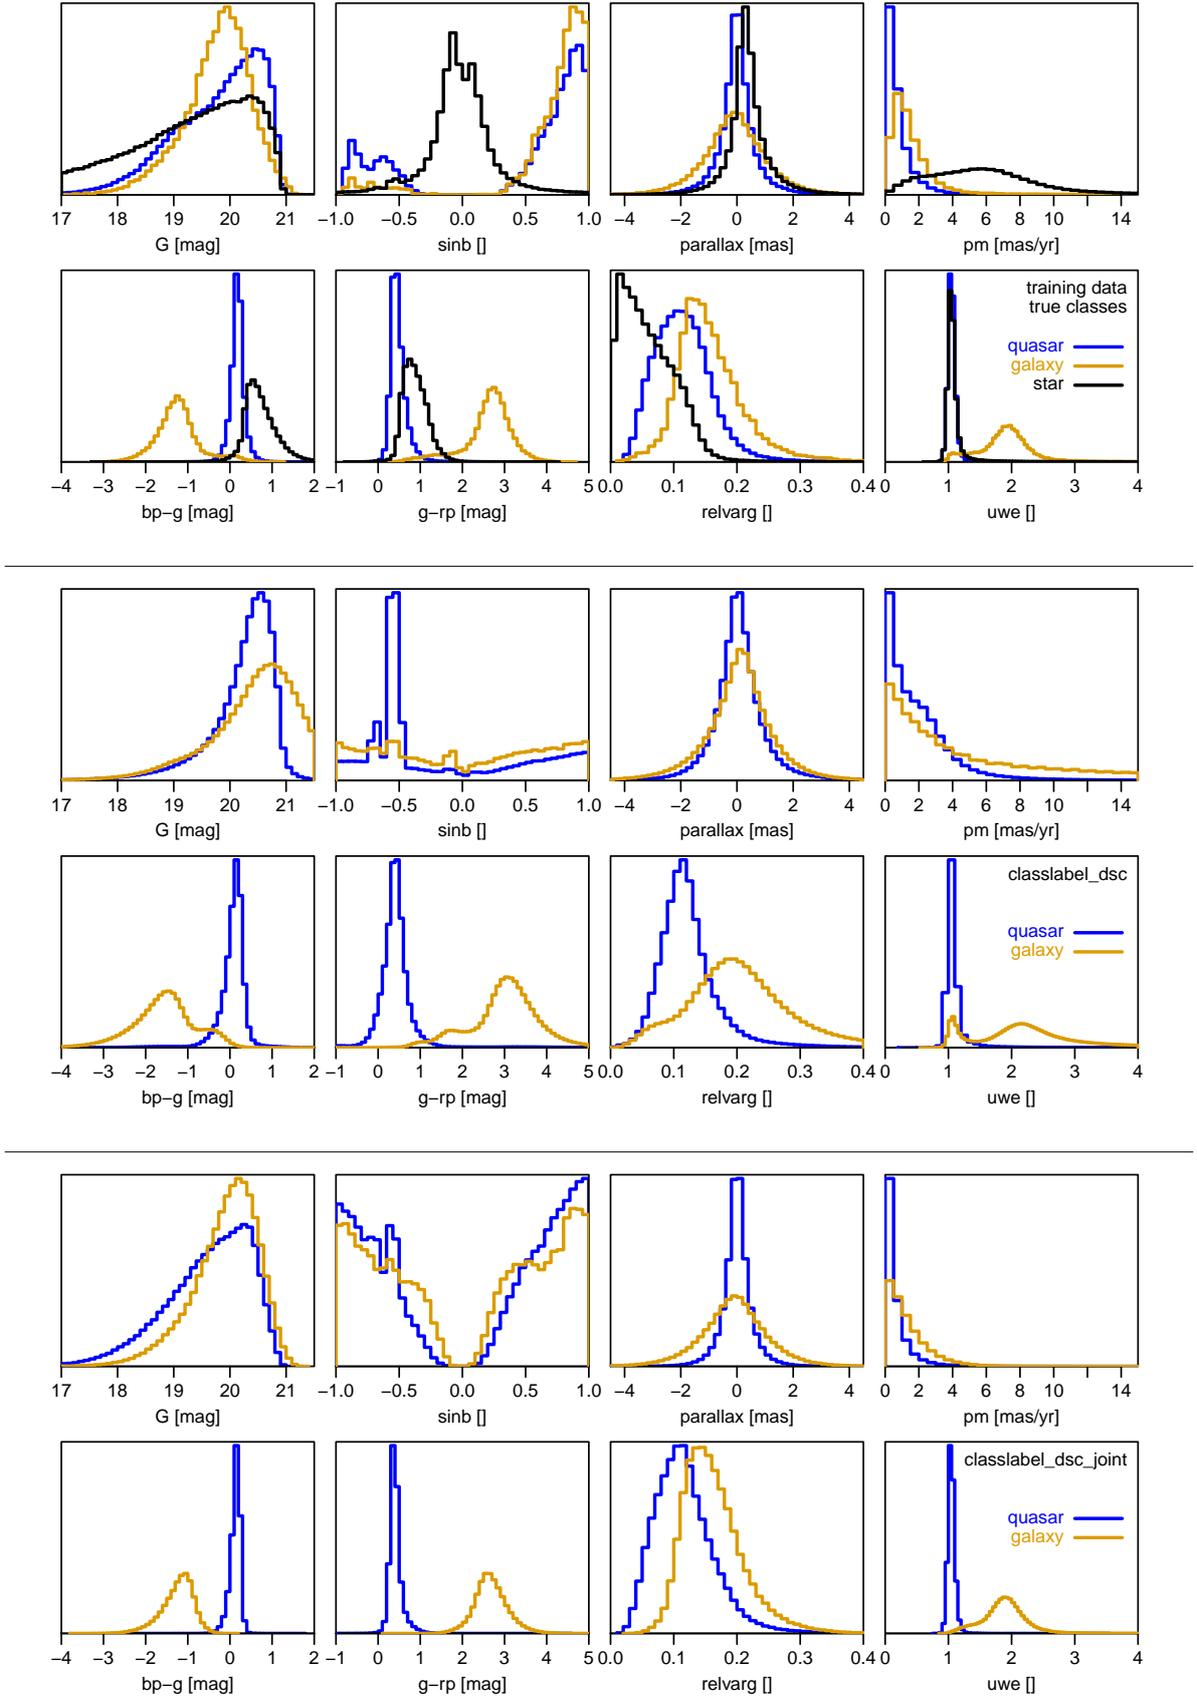 17 18 19 20 21
G [mag]
−1.0 −0.5 0.0 0.5 1.0
sinb []
−4 −2 0 2 4
parallax [mas]
0 2 4 6 8 10 14
pm [mas/yr]
−4 −3 −2 −1 0 1 2
bp−g [mag]
−1 0 1 2 3 4 5
g−rp [mag]
0.0 0.1 0.2 0.3 0.4
relvarg []
training data
true classes
quasar
galaxy
star
0 1 2 3 4
uwe []
17 18 19 20 21
G [mag]
−1.0 −0.5 0.0 0.5 1.0
sinb []
−4 −2 0 2 4
parallax [mas]
0 2 4 6 8 10 14
pm [mas/yr]
−4 −3 −2 −1 0 1 2
bp−g [mag]
−1 0 1 2 3 4 5
g−rp [mag]
0.0 0.1 0.2 0.3 0.4
relvarg []
classlabel_dsc
quasar
galaxy
0 1 2 3 4
uwe []
17 18 19 20 21
G [mag]
−1.0 −0.5 0.0 0.5 1.0
sinb []
−4 −2 0 2 4
parallax [mas]
0 2 4 6 8 10 14
pm [mas/yr]
−4 −3 −2 −1 0 1 2
bp−g [mag]
−1 0 1 2 3 4 5
g−rp [mag]
0.0 0.1 0.2 0.3 0.4
relvarg []
classlabel_dsc_joint
quasar
galaxy
0 1 2 3 4
uwe []